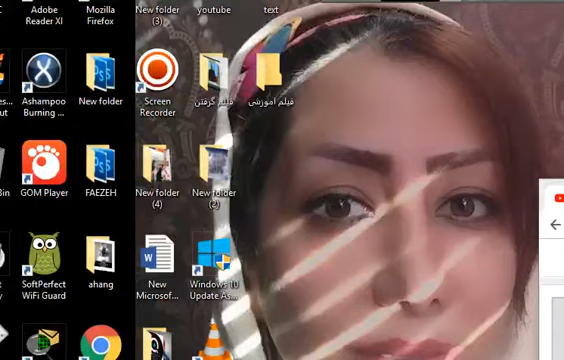 Adobe
Reader XI
Mozilla
Firefox
New folder
(3)
youtube
text
Ashampoo
Burning ...
New folder
Screen
Recorder
فیلم گرفتن
فیلم آموزشی
GOM Player
FAEZEH
New folder
(4)
New folder
(2)
SoftPerfect
WiFi Guard
ahang
W
New
Microsof...
Windows 10
Update As...